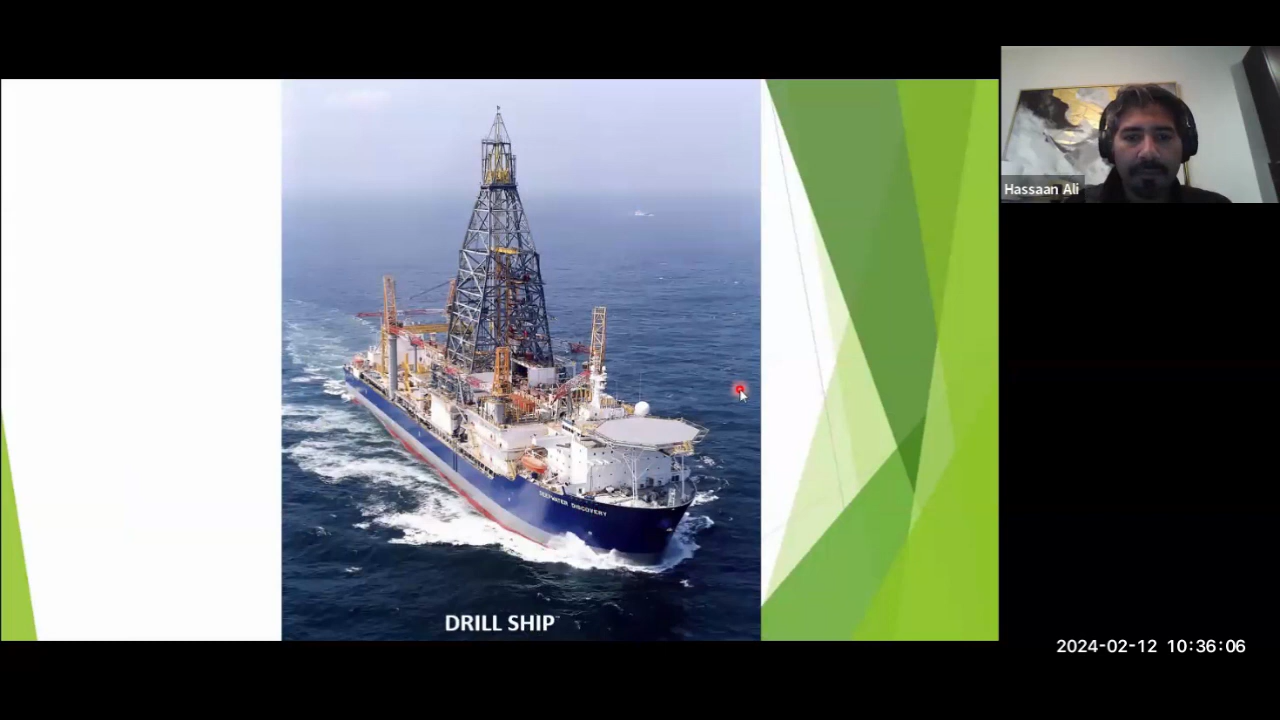 Hassaan Ali
DEEPWATER DISCOVERY
DRILL SHIP
2024-02-12 10:36:06